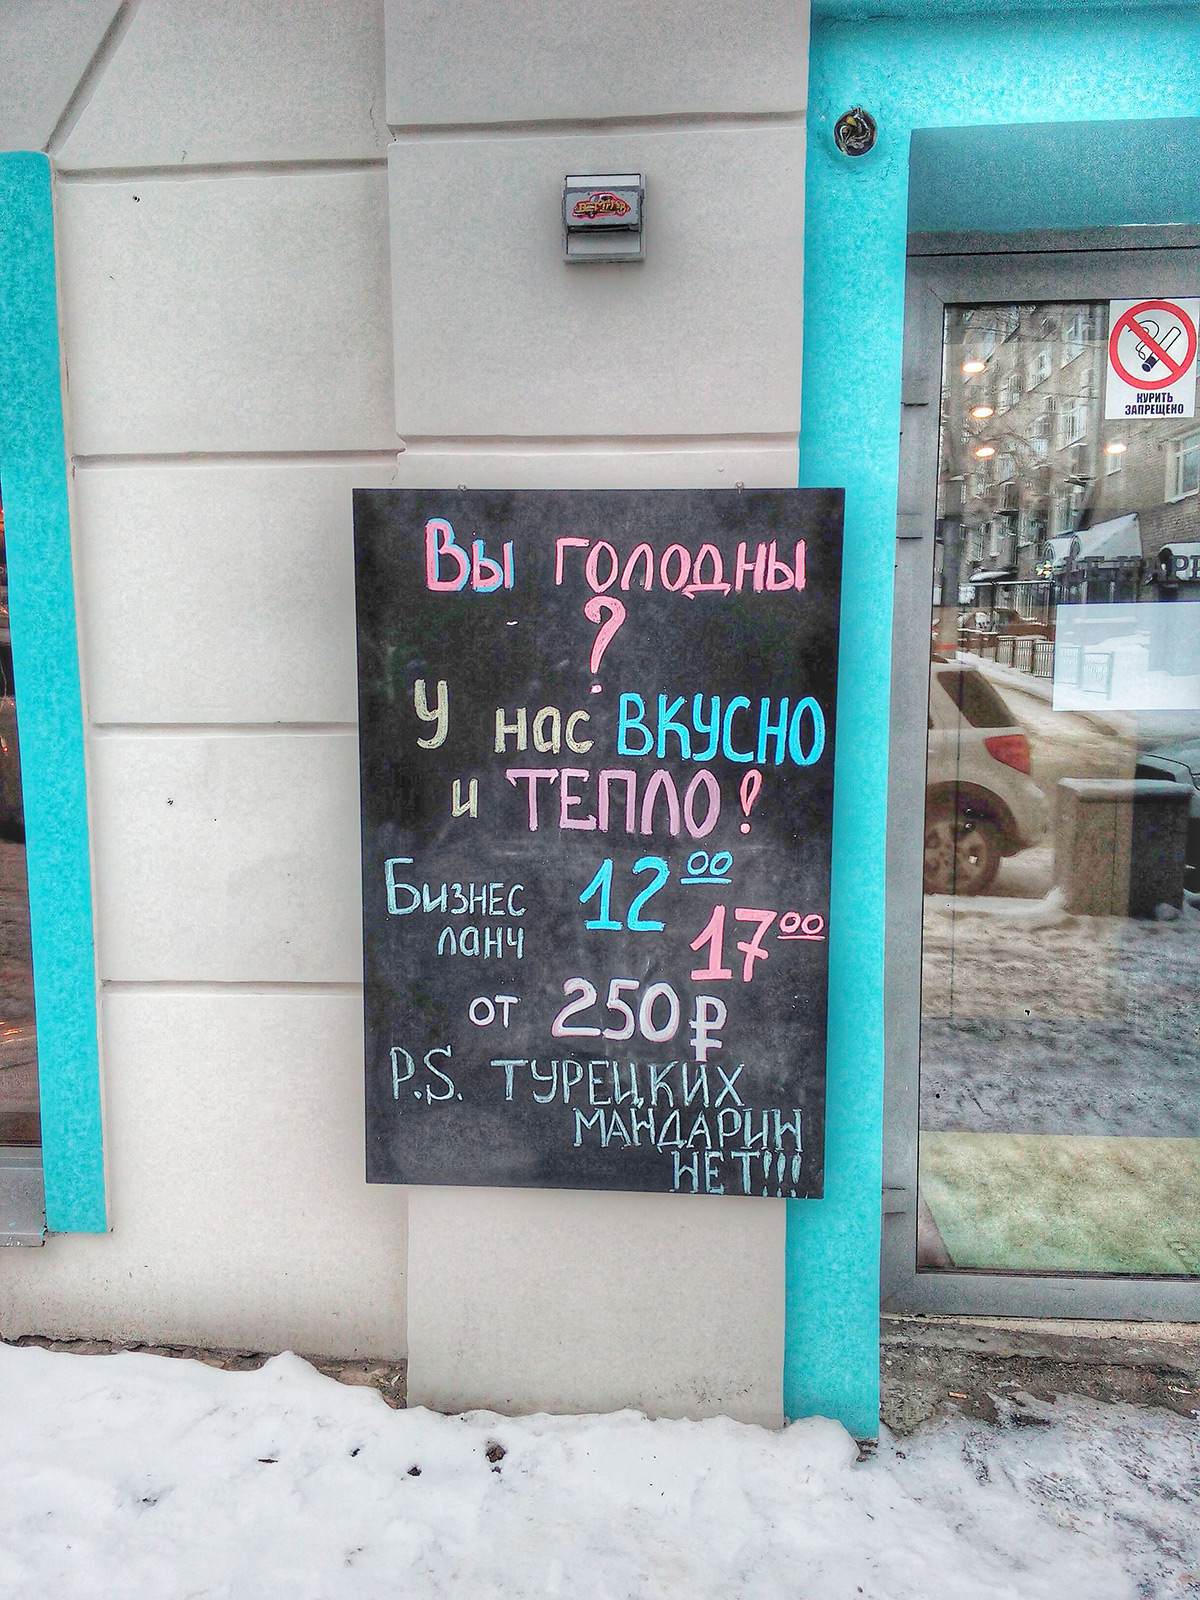 Вы голодны
?
У нас ВКУСНО
и ТЕПЛО!
Бизнес 12⁰⁰
ланч 17⁰⁰
от 250₽
P.S. ТУРЕЦКИХ
МАНДАРИН
НЕТ!!!
КУРИТЬ
ЗАПРЕЩЕНО